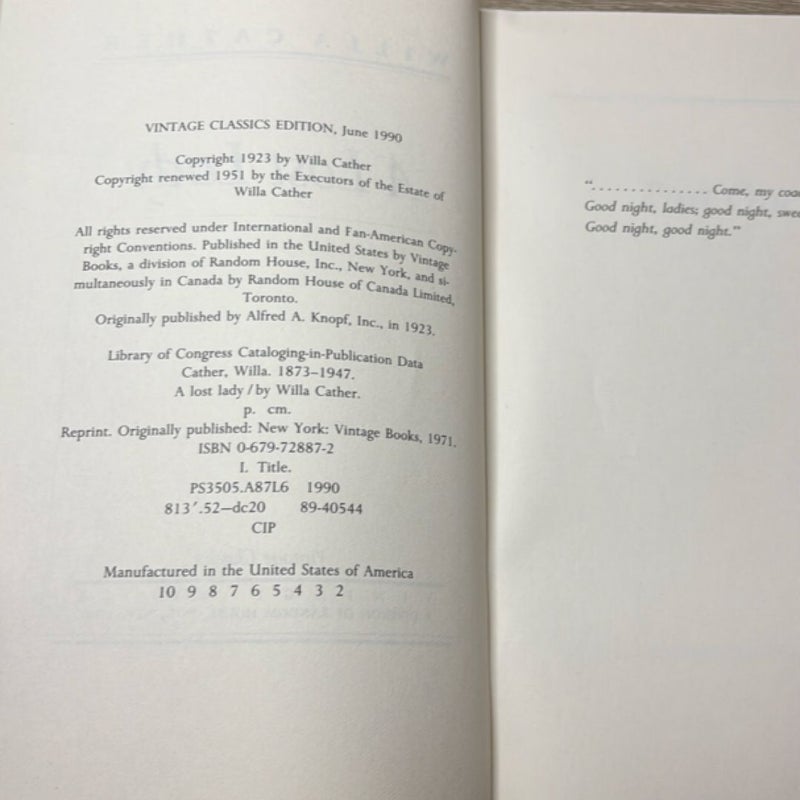 VINTAGE CLASSICS EDITION, June 1990
Copyright 1923 by Willa Cather
Copyright renewed 1951 by the Executors of the Estate of
Willa Cather
All rights reserved under International and Pan-American Copy-
right Conventions. Published in the United States by Vintage
Books, a division of Random House, Inc., New York, and si-
multaneously in Canada by Random House of Canada Limited,
Toronto.
Originally published by Alfred A. Knopf, Inc., in 1923.
Library of Congress Cataloging-in-Publication Data
Cather, Willa. 1873–1947.
A lost lady / by Willa Cather.
p. cm.
Reprint. Originally published: New York: Vintage Books, 1971.
ISBN 0-679-72887-2
I. Title.
PS3505.A87L6 1990
813′.52—dc20 89-40544
CIP
Manufactured in the United States of America
10 9 8 7 6 5 4 3 2
“. . . . . . . . . . . . . . . Come, my coa
Good night, ladies; good night, swee
Good night, good night.”